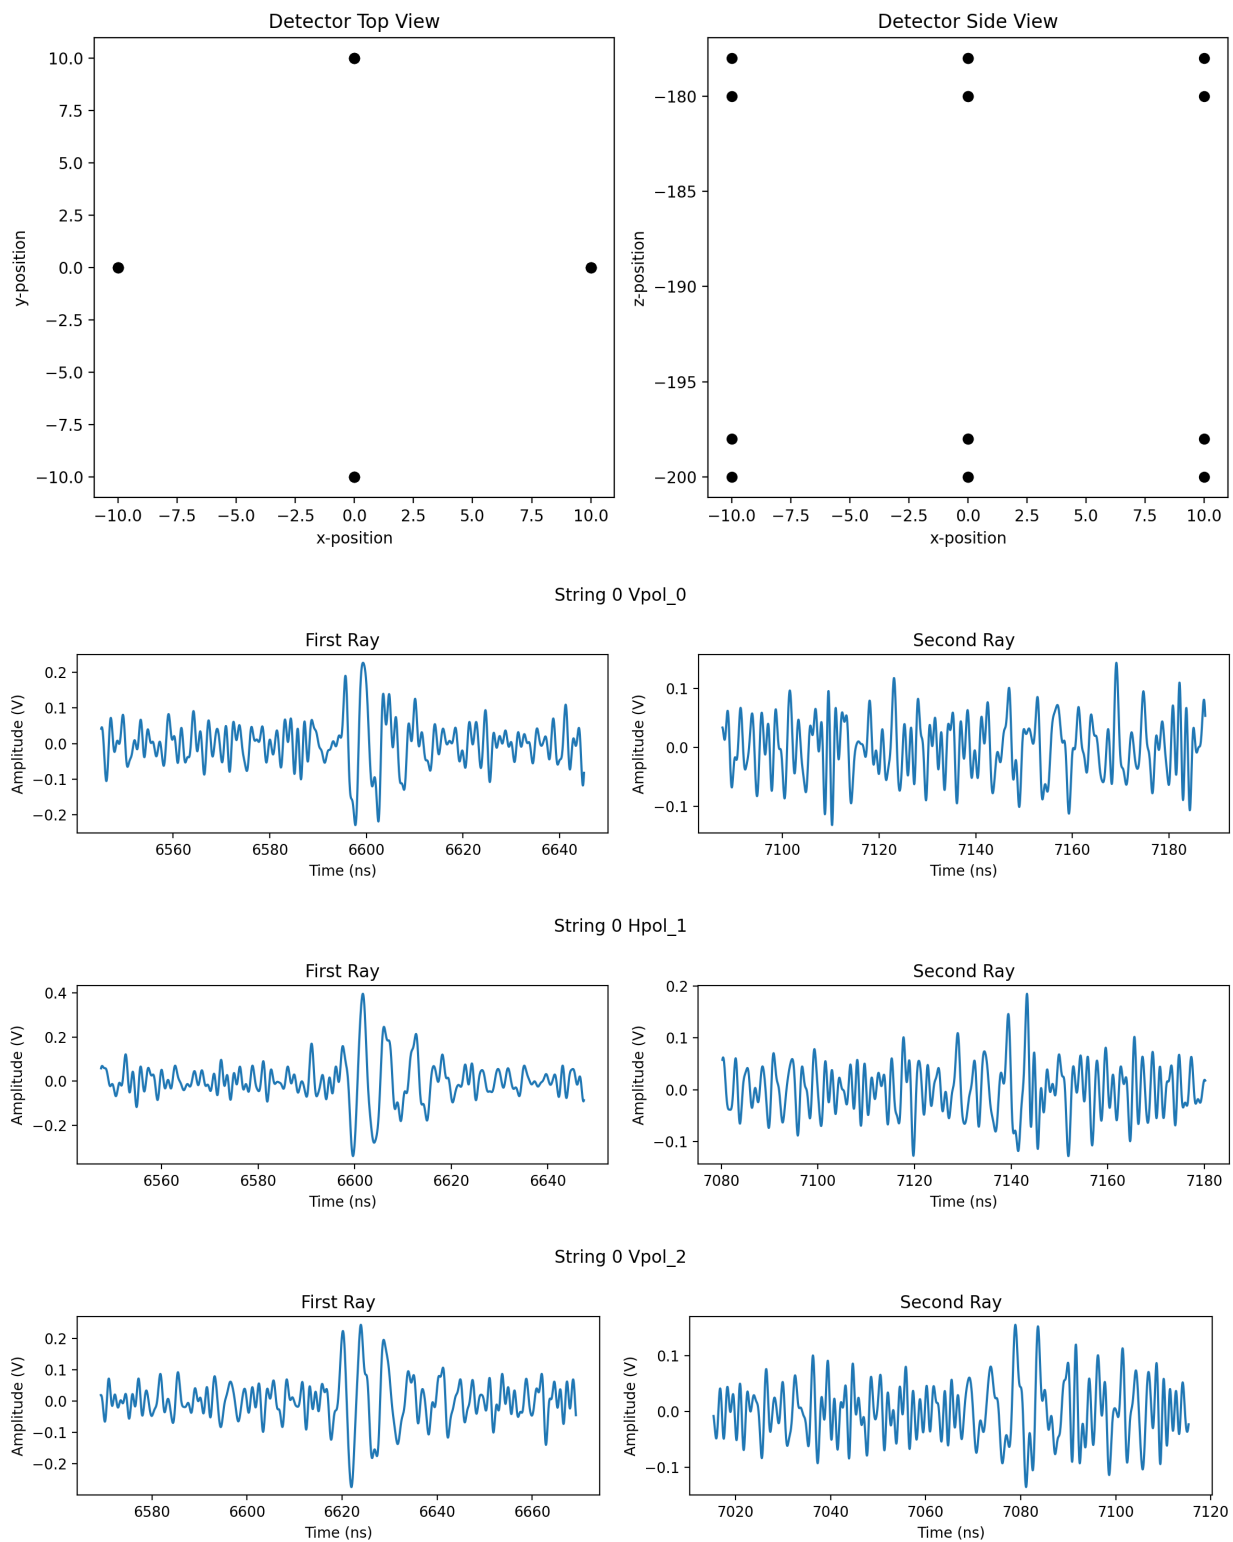 Detector Top View
Detector Side View
10.0
7.5
5.0
2.5
0.0
−2.5
−5.0
−7.5
−10.0
y-position
−10.0 −7.5 −5.0 −2.5 0.0 2.5 5.0 7.5 10.0
x-position
−180
−185
−190
−195
−200
z-position
−10.0 −7.5 −5.0 −2.5 0.0 2.5 5.0 7.5 10.0
x-position
String 0 Vpol_0
First Ray
0.2
0.1
0.0
−0.1
−0.2
Amplitude (V)
6560 6580 6600 6620 6640
Time (ns)
Second Ray
0.1
0.0
−0.1
Amplitude (V)
7100 7120 7140 7160 7180
Time (ns)
String 0 Hpol_1
First Ray
0.4
0.2
0.0
−0.2
Amplitude (V)
6560 6580 6600 6620 6640
Time (ns)
Second Ray
0.2
0.1
0.0
−0.1
Amplitude (V)
7080 7100 7120 7140 7160 7180
Time (ns)
String 0 Vpol_2
First Ray
0.2
0.1
0.0
−0.1
−0.2
Amplitude (V)
6580 6600 6620 6640 6660
Time (ns)
Second Ray
0.1
0.0
−0.1
Amplitude (V)
7020 7040 7060 7080 7100 7120
Time (ns)